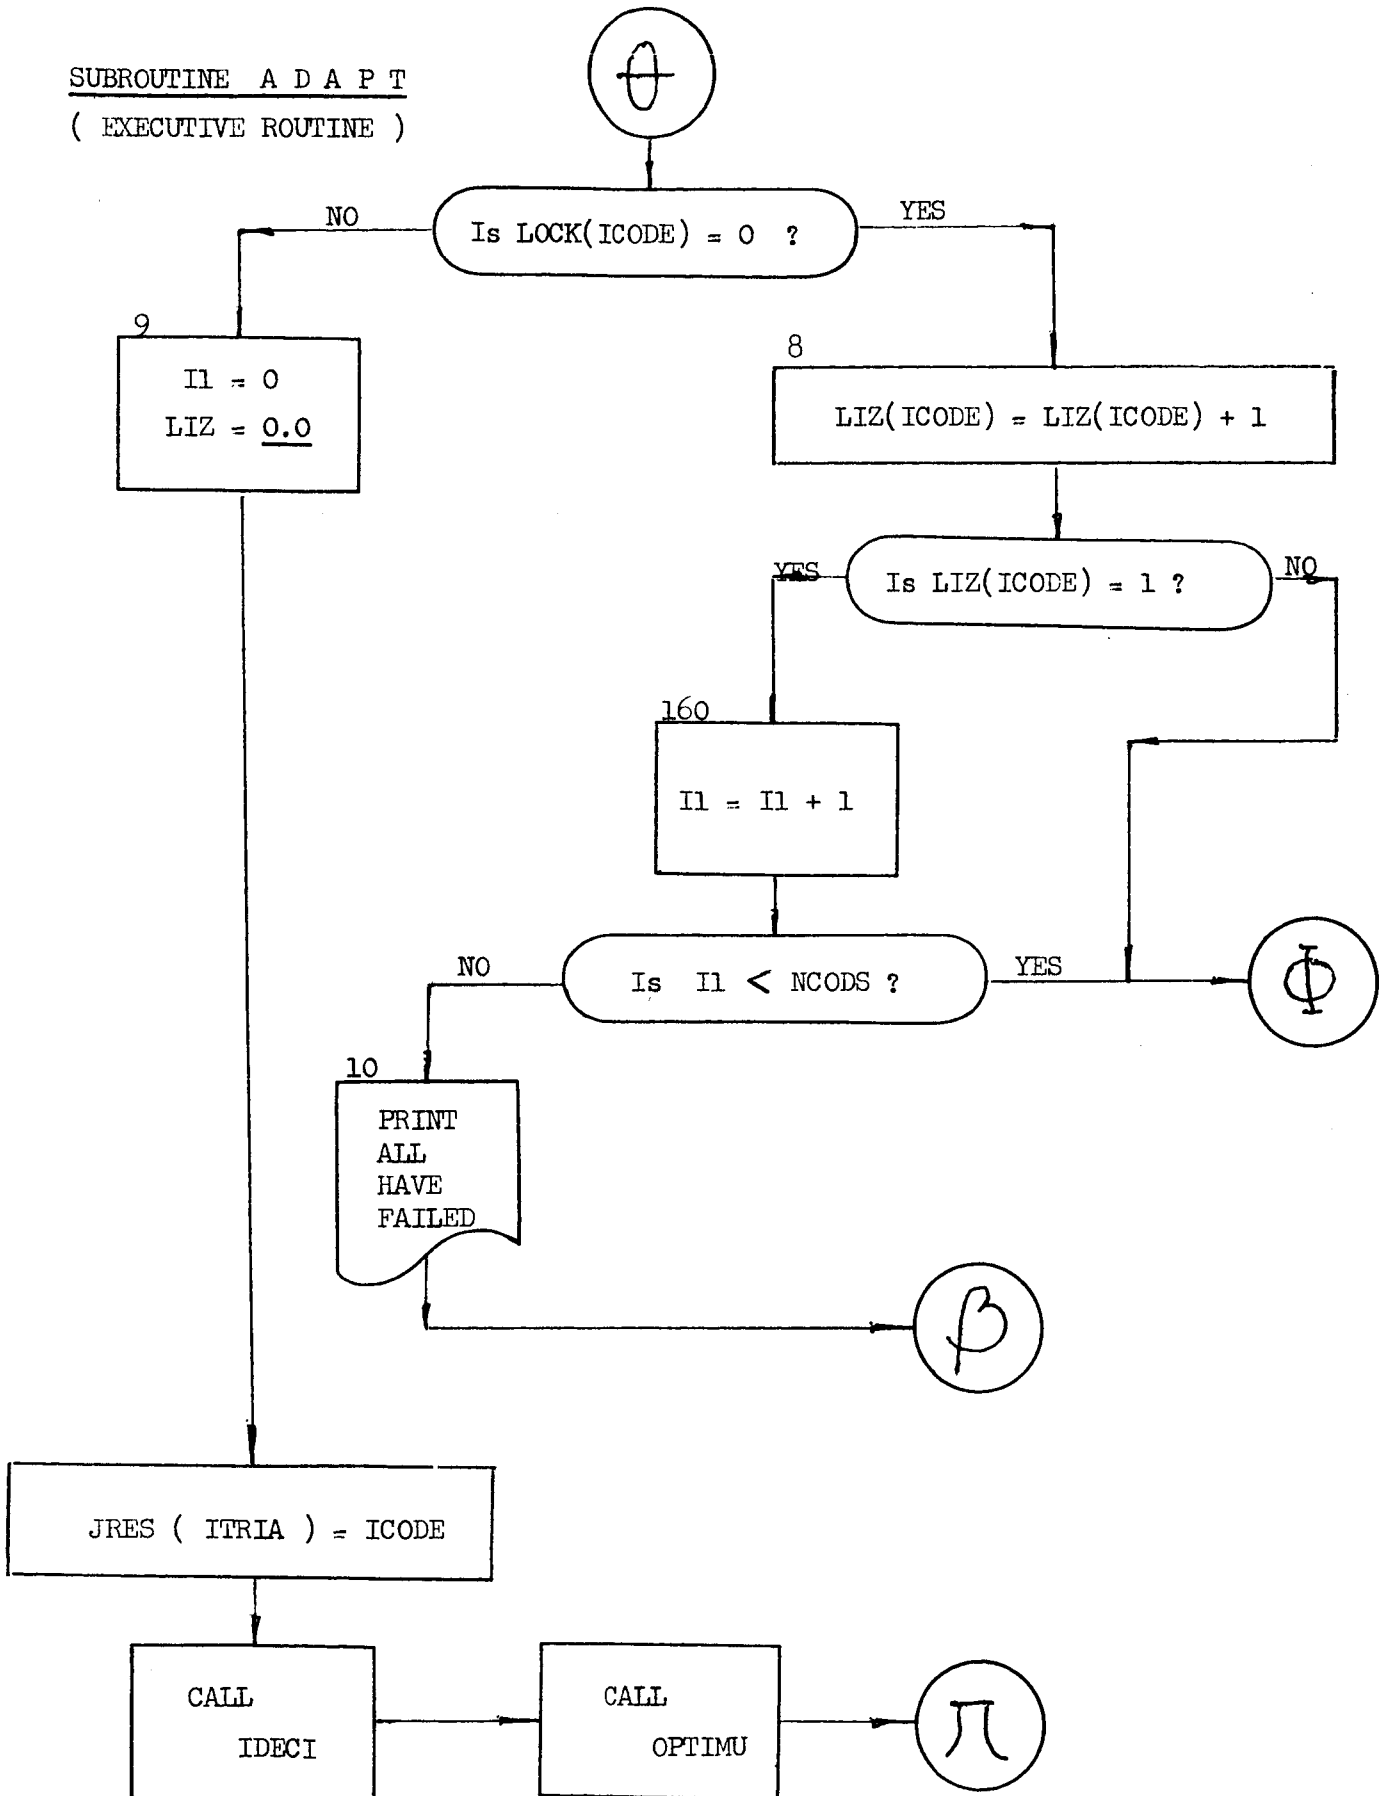 θ
SUBROUTINE A D A P T
( EXECUTIVE ROUTINE )
Is LOCK(ICODE) = 0 ?
NO
YES
9
I1 = 0
LIZ = 0.0
8
LIZ(ICODE) = LIZ(ICODE) + 1
Is LIZ(ICODE) = 1 ?
YES
NO
160
I1 = I1 + 1
Is I1 < NCODS ?
NO
YES
Φ
10
PRINT
ALL
HAVE
FAILED
β
JRES ( ITRIA ) = ICODE
CALL
IDECI
CALL
OPTIMU
π